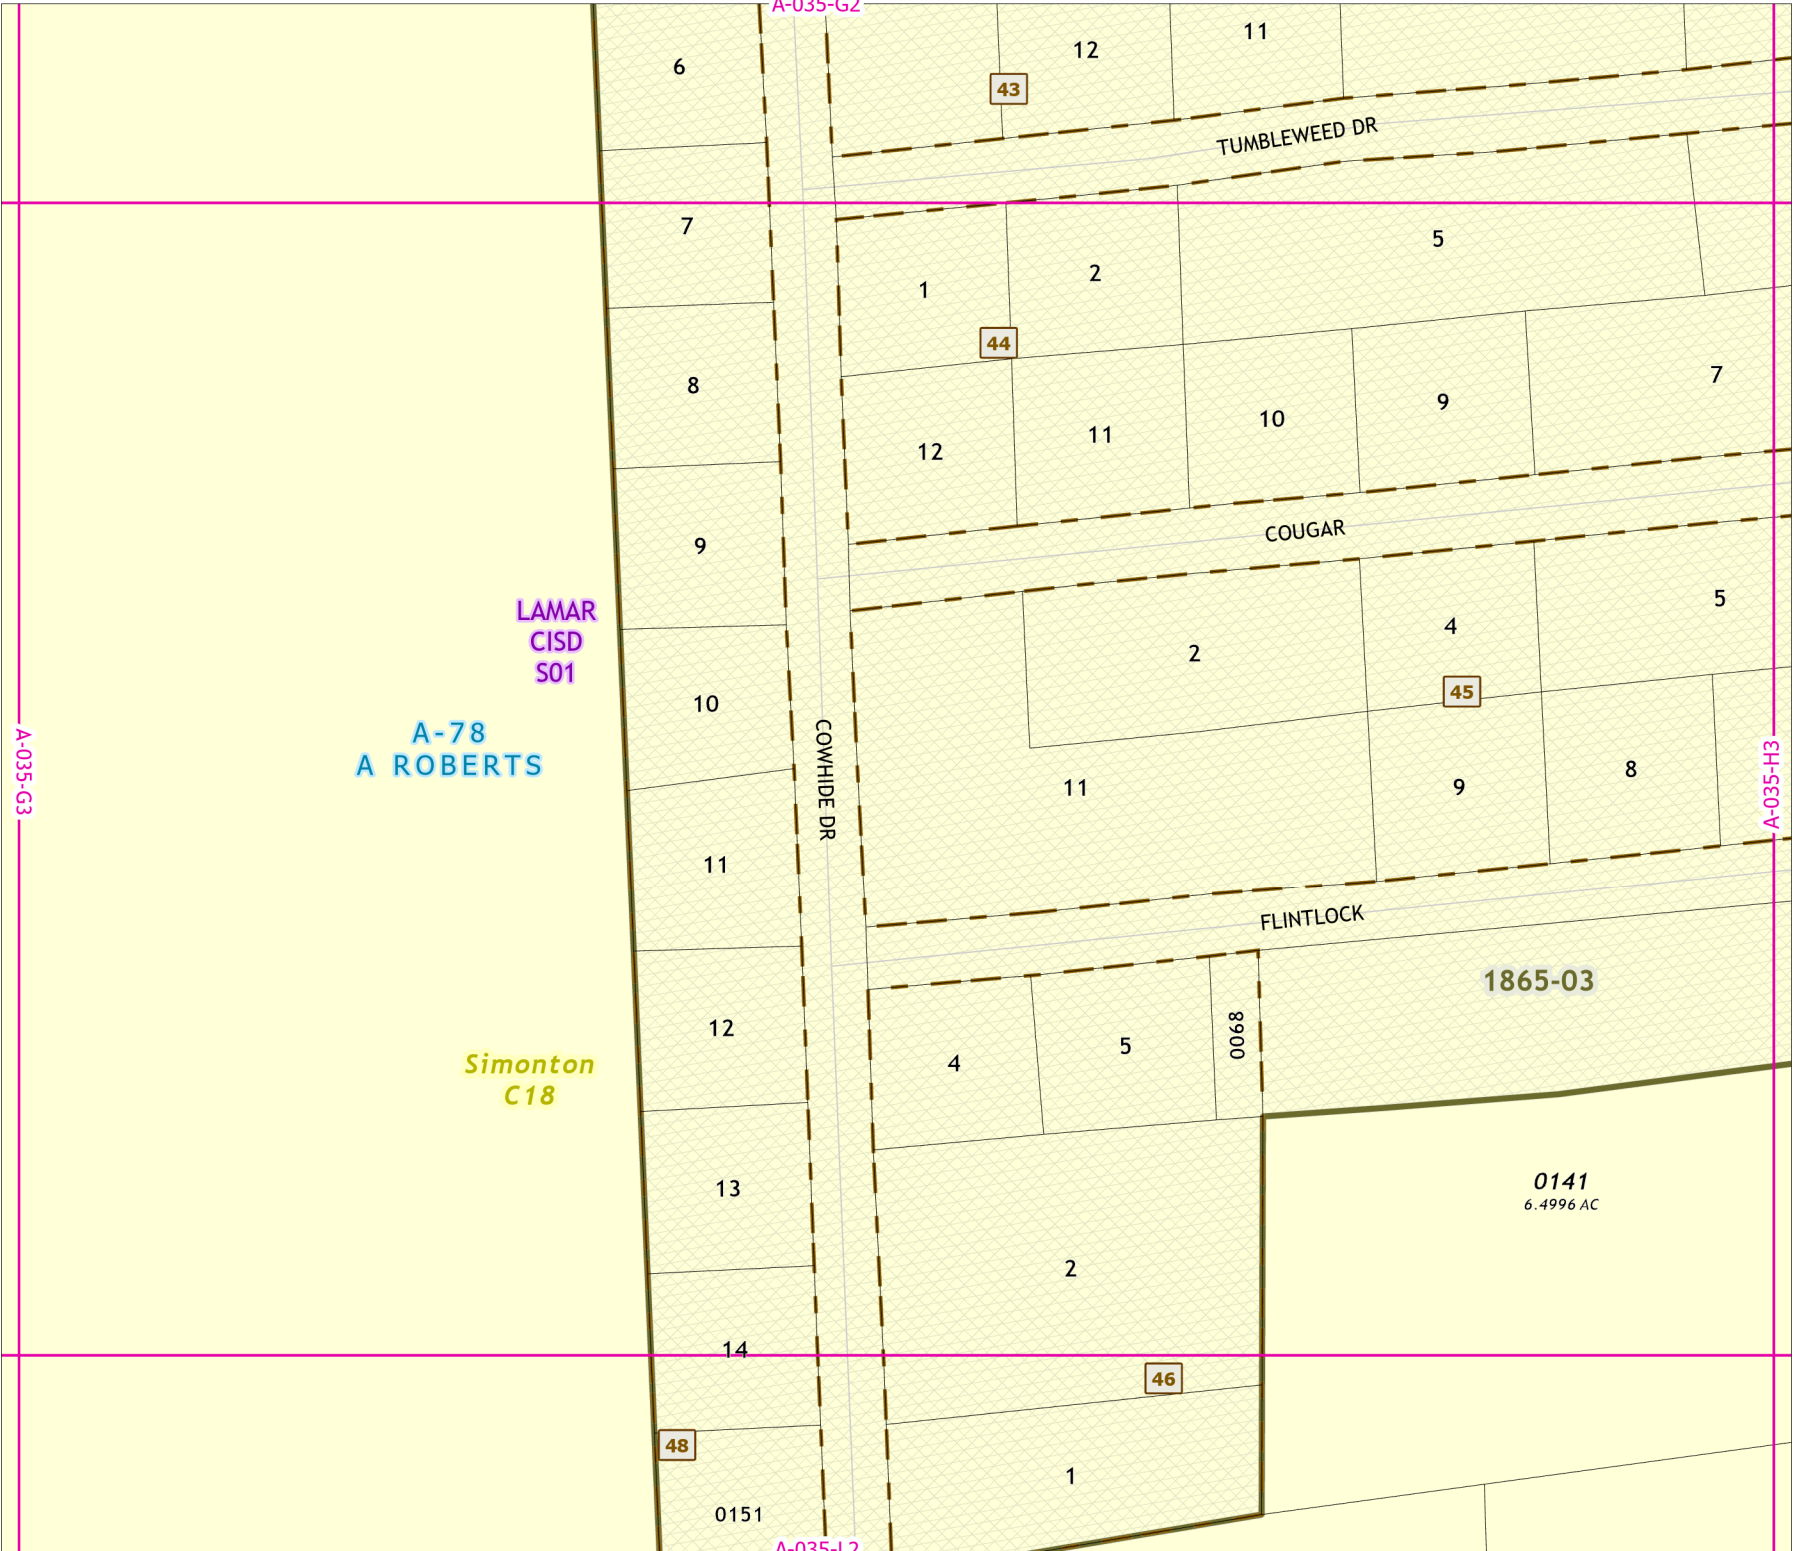 A-035-G2
6
12
11
43
TUMBLEWEED DR
7
5
1
2
44
8
7
9
10
11
12
COUGAR
9
5
LAMAR
CISD
S01
4
2
45
10
A-78
A ROBERTS
A-035-G3
COWHIDE DR
A-035-H3
11
9
8
11
FLINTLOCK
1865-03
12
4
5
0068
Simonton
C18
13
0141
6.4996 AC
2
14
46
48
1
0151
A-035-L2